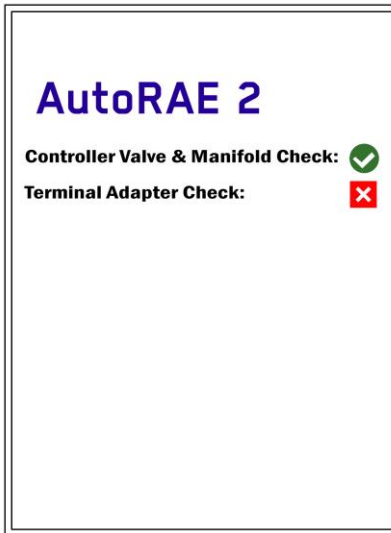 AutoRAE 2
Controller Valve & Manifold Check:
Terminal Adapter Check: